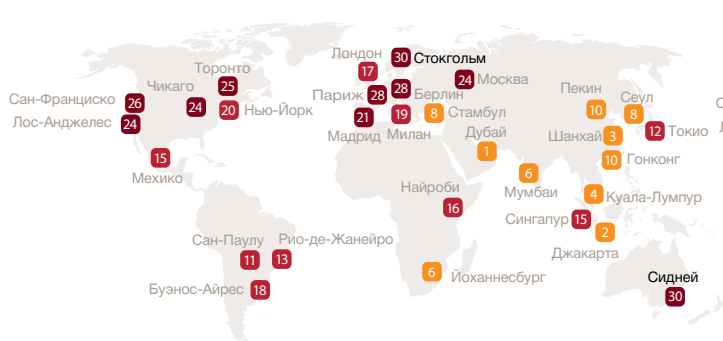 Лондон
17
30 Стокгольм
Торонто
25
24 Москва
Чикаго
24
Сан-Франциско 26
Париж 28
28
Берлин
Пекин
10
Сеул
8
20 Нью-Йорк
Лос-Анджелес 24
21
Мадрид
19
Милан
8
Стамбул
Дубай
1
Шанхай 3
12 Токио
15
Мехико
10 Гонконг
6
Мумбаи
Найроби
16
4 Куала-Лумпур
Сингапур 15
2
Джакарта
Сан-Паулу
11
Рио-де-Жанейро
13
6 Йоханнесбург
Буэнос-Айрес 18
Сидней
30